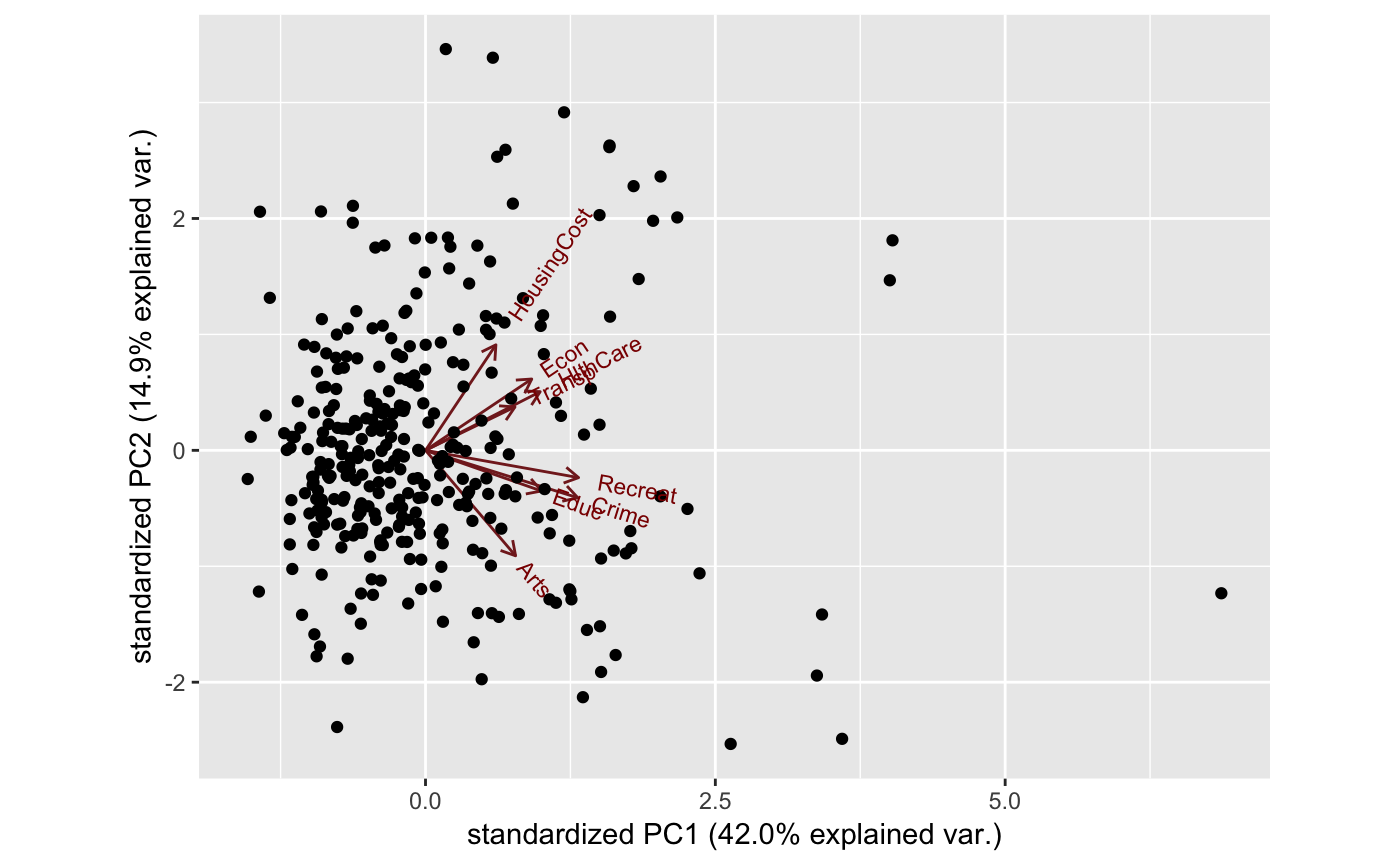 standardized PC2 (14.9% explained var.)
2
0
-2
HousingCost
Econ
HlthCare
Transp
Recreat
Educ
Crime
Arts
0.0
2.5
5.0
standardized PC1 (42.0% explained var.)